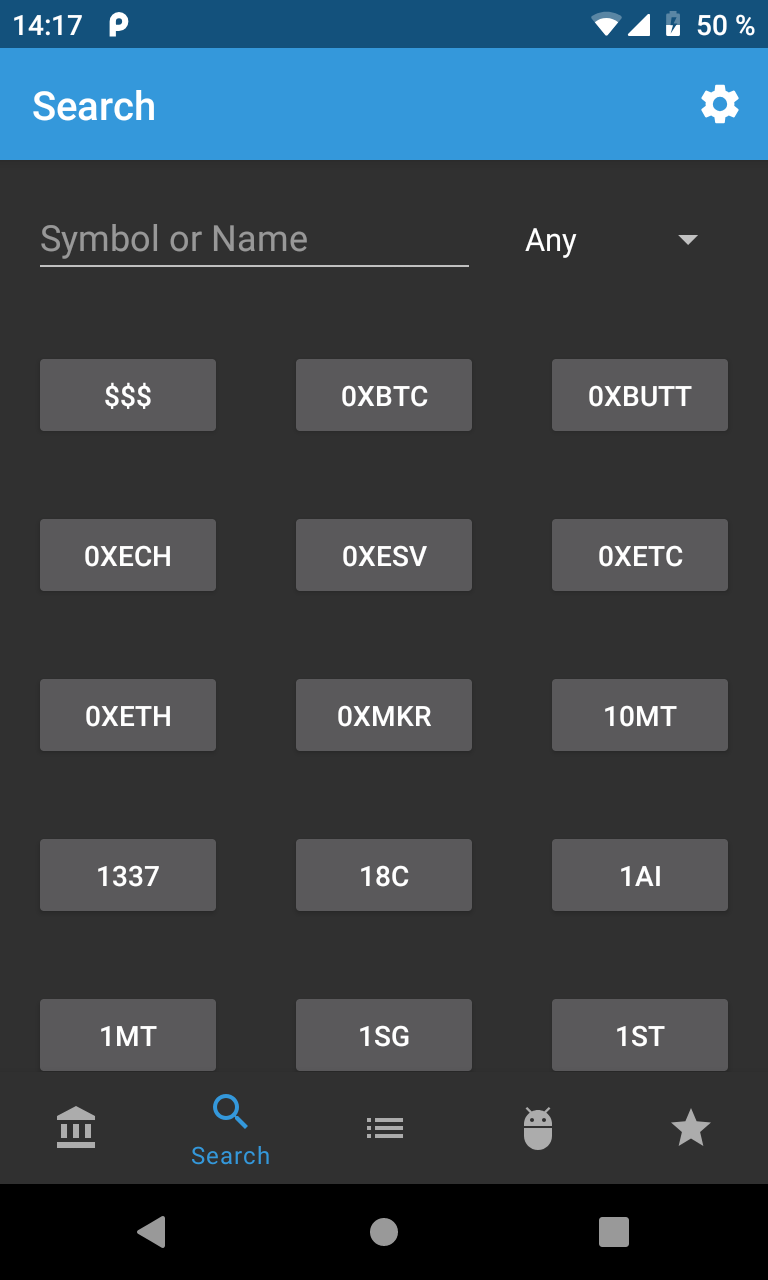 14:17 50 %
Search
Symbol or Name Any
$$$ 0XBTC 0XBUTT
0XECH 0XESV 0XETC
0XETH 0XMKR 10MT
1337 18C 1AI
1MT 1SG 1ST
Search